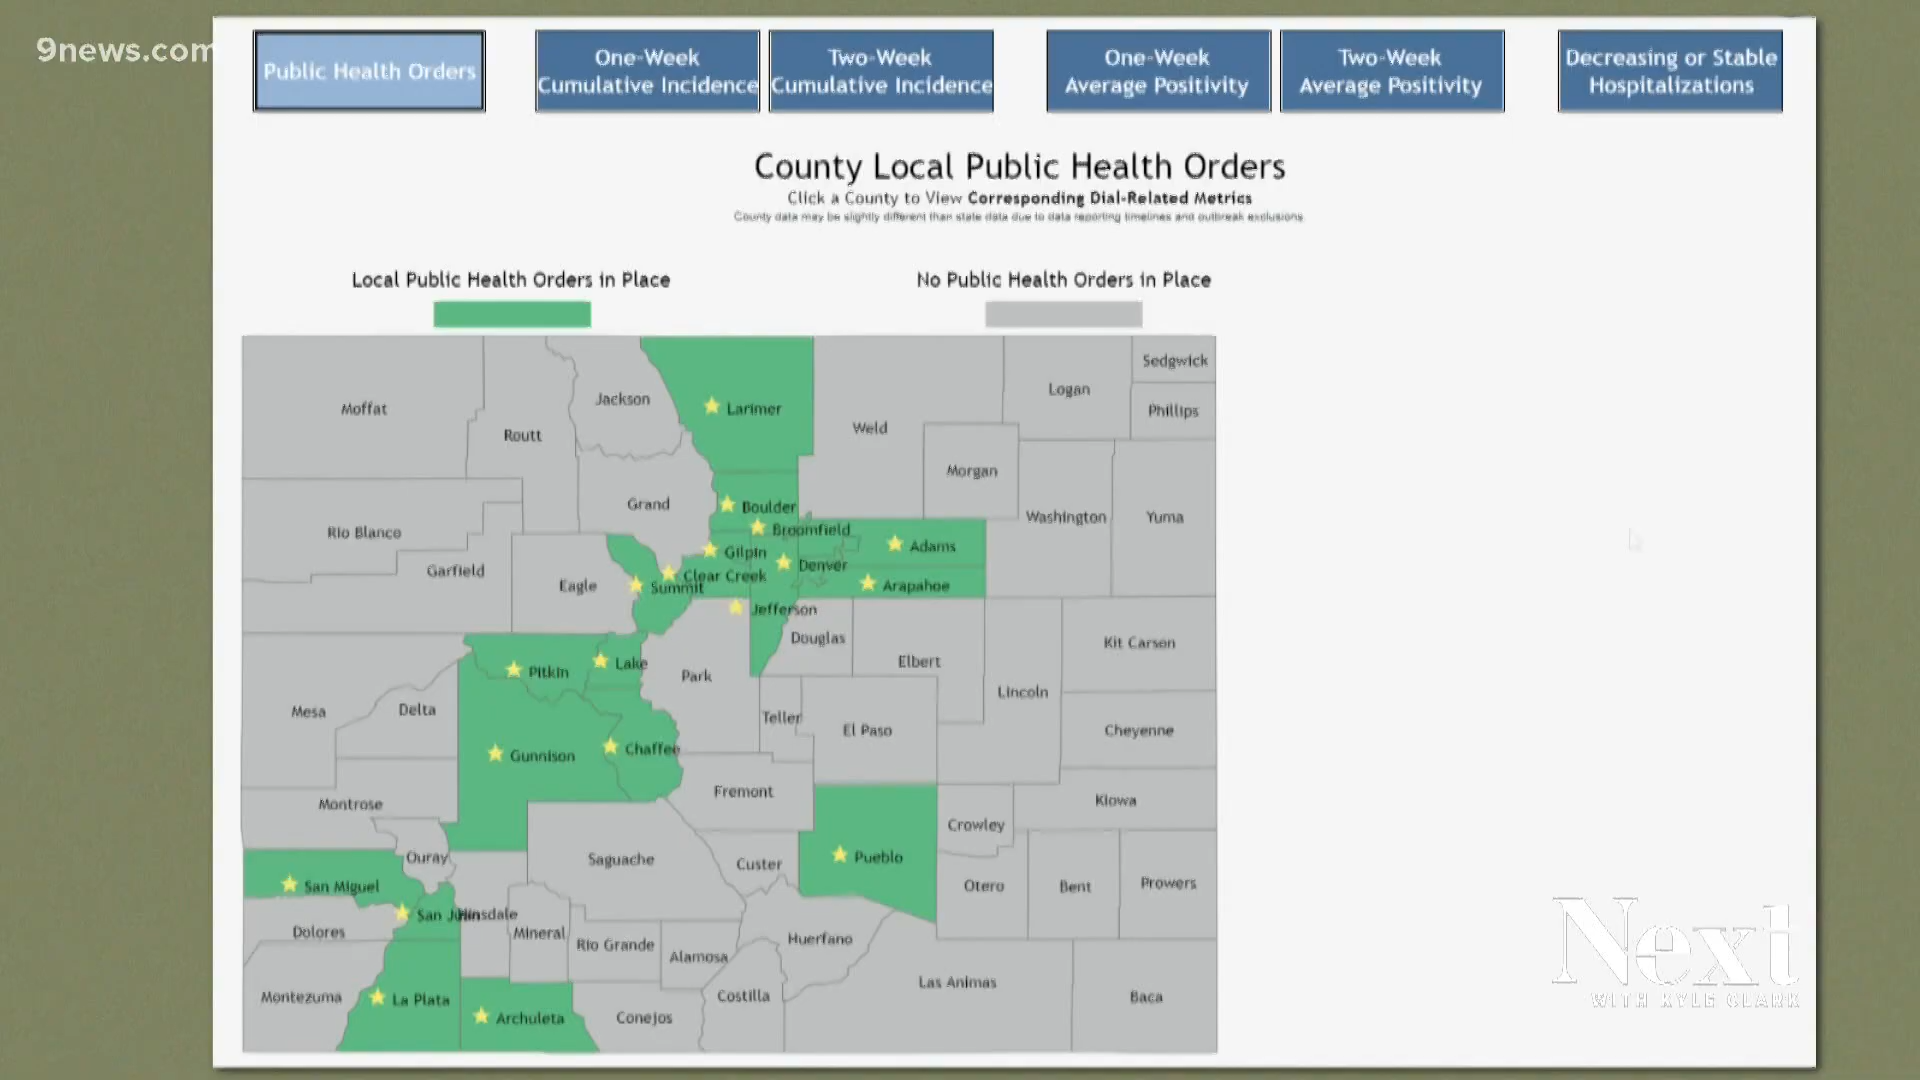 9news.com
Public Health Orders
One-Week
Cumulative Incidence
Two-Week
Cumulative Incidence
One-Week
Average Positivity
Two-Week
Average Positivity
Decreasing or Stable
Hospitalizations
County Local Public Health Orders
Click a County to View Corresponding Dial-Related Metrics
County data may be slightly different than state data due to data reporting timelines and outbreak exclusions
Local Public Health Orders in Place
No Public Health Orders in Place
Sedgwick
Logan
Jackson
Moffat
Larimer
Phillips
Weld
Routt
Morgan
Grand
Boulder
Washington
Yuma
Rio Blanco
Broomfield
Adams
Gilpin
Denver
Garfield
Clear Creek
Eagle
Summit
Arapahoe
Jefferson
Douglas
Kit Carson
Elbert
Lake
Pitkin
Park
Lincoln
Mesa
Delta
Teller
El Paso
Cheyenne
Gunnison
Chaffee
Fremont
Kiowa
Montrose
Crowley
Ouray
Saguache
Custer
Pueblo
San Miguel
Otero
Bent
Prowers
San Juan
Hinsdale
Dolores
Mineral
Rio Grande
Huerfano
Alamosa
Las Animas
Montezuma
La Plata
Costilla
Baca
Archuleta
Conejos
Next
WITH KYLE CLARK